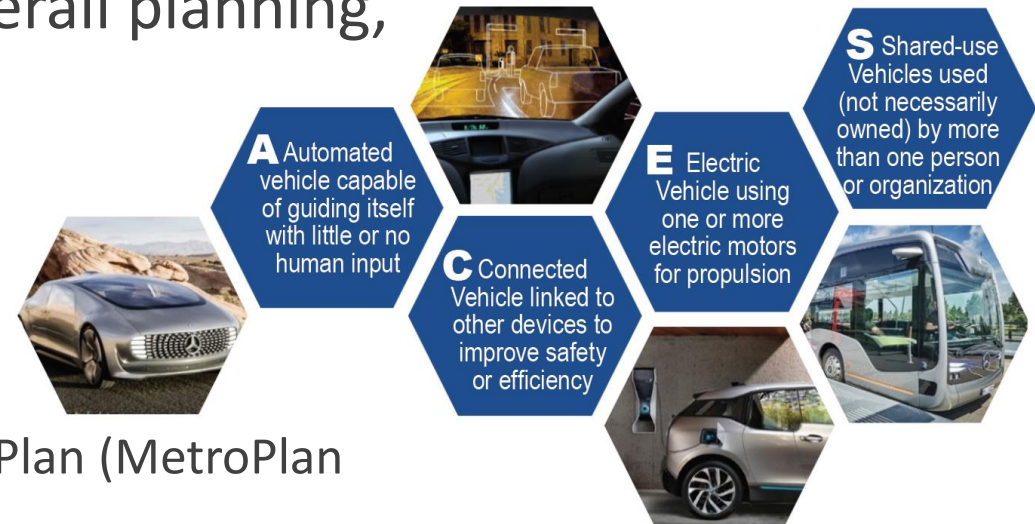 erall planning,
A Automated
vehicle capable
of guiding itself
with little or no
human input
C Connected
Vehicle linked to
other devices to
improve safety
or efficiency
E Electric
Vehicle using
one or more
electric motors
for propulsion
S Shared-use
Vehicles used
(not necessarily
owned) by more
than one person
or organization
Plan (MetroPlan